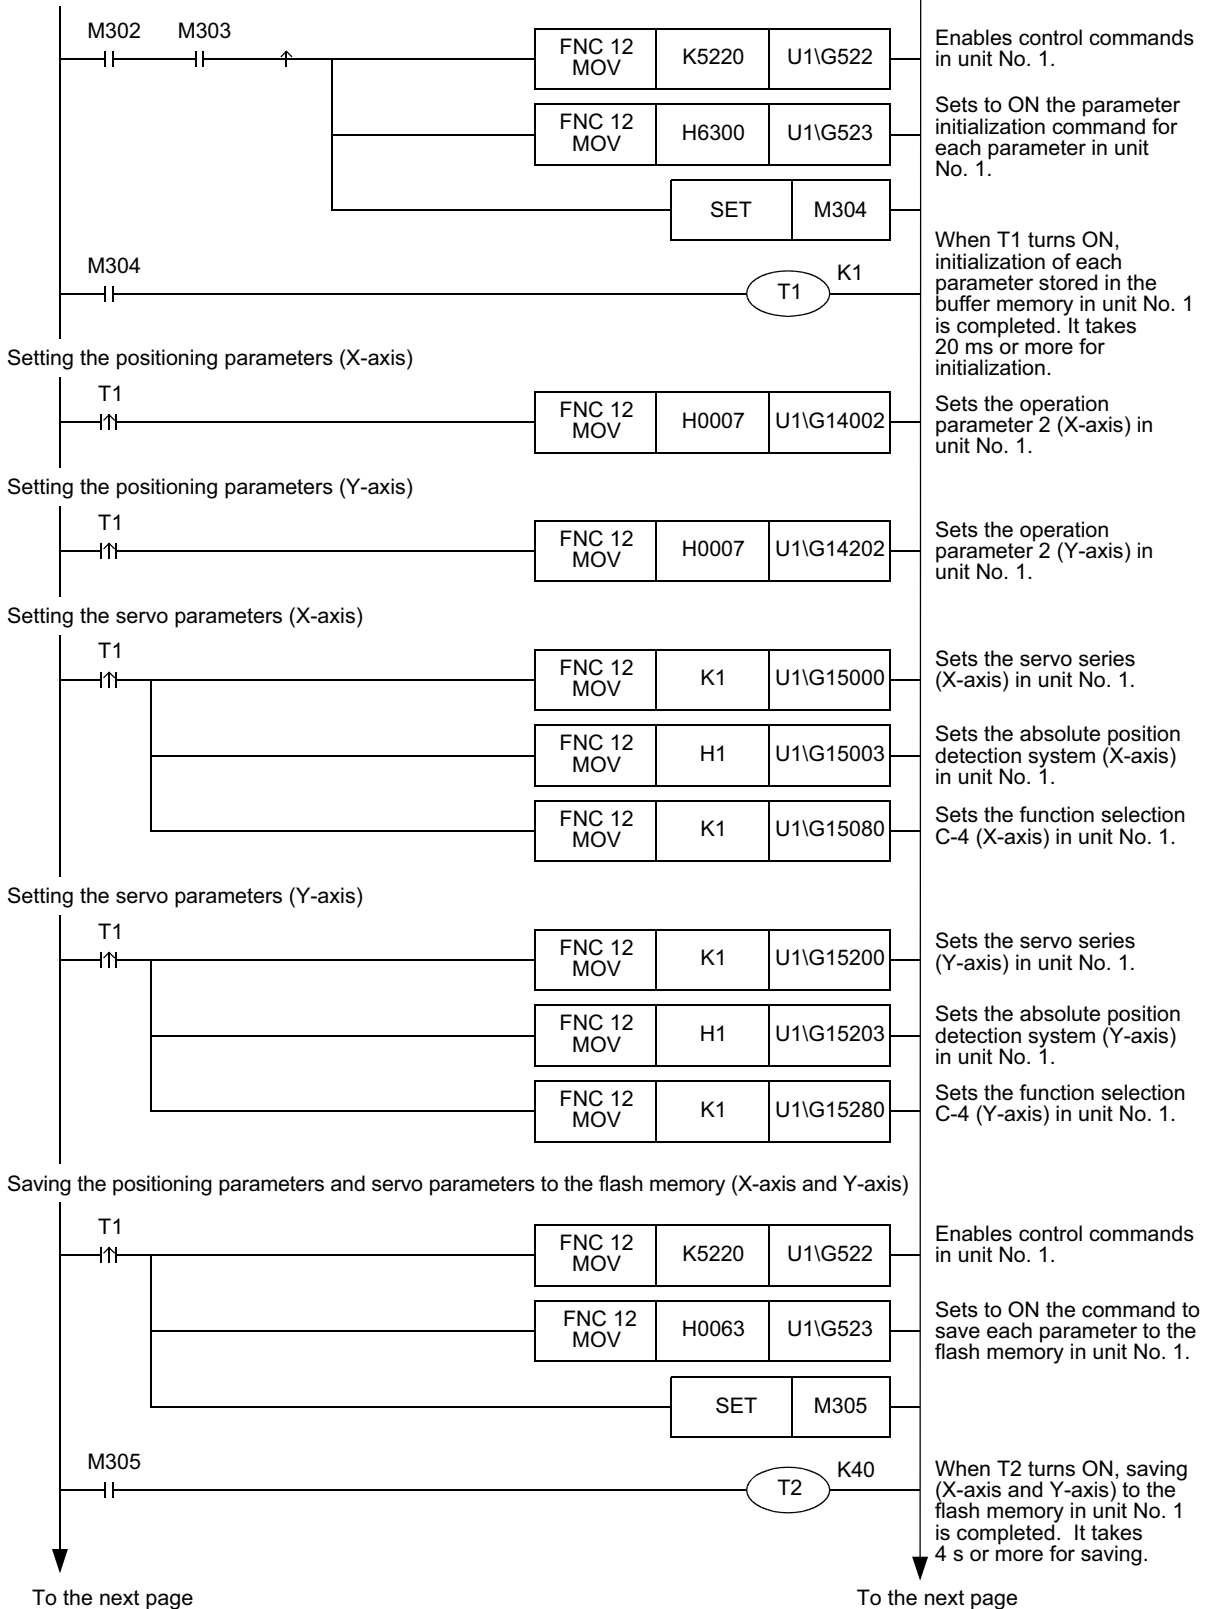 M302 M303
FNC 12
MOV
K5220
U1\G522
Enables control commands
in unit No. 1.
FNC 12
MOV
H6300
U1\G523
Sets to ON the parameter
initialization command for
each parameter in unit
No. 1.
SET
M304
M304
T1
K1
When T1 turns ON,
initialization of each
parameter stored in the
buffer memory in unit No. 1
is completed. It takes
20 ms or more for
initialization.
Setting the positioning parameters (X-axis)
T1
FNC 12
MOV
H0007
U1\G14002
Sets the operation
parameter 2 (X-axis) in
unit No. 1.
Setting the positioning parameters (Y-axis)
T1
FNC 12
MOV
H0007
U1\G14202
Sets the operation
parameter 2 (Y-axis) in
unit No. 1.
Setting the servo parameters (X-axis)
T1
FNC 12
MOV
K1
U1\G15000
Sets the servo series
(X-axis) in unit No. 1.
FNC 12
MOV
H1
U1\G15003
Sets the absolute position
detection system (X-axis)
in unit No. 1.
FNC 12
MOV
K1
U1\G15080
Sets the function selection
C-4 (X-axis) in unit No. 1.
Setting the servo parameters (Y-axis)
T1
FNC 12
MOV
K1
U1\G15200
Sets the servo series
(Y-axis) in unit No. 1.
FNC 12
MOV
H1
U1\G15203
Sets the absolute position
detection system (Y-axis)
in unit No. 1.
FNC 12
MOV
K1
U1\G15280
Sets the function selection
C-4 (Y-axis) in unit No. 1.
Saving the positioning parameters and servo parameters to the flash memory (X-axis and Y-axis)
T1
FNC 12
MOV
K5220
U1\G522
Enables control commands
in unit No. 1.
FNC 12
MOV
H0063
U1\G523
Sets to ON the command to
save each parameter to the
flash memory in unit No. 1.
SET
M305
M305
T2
K40
When T2 turns ON, saving
(X-axis and Y-axis) to the
flash memory in unit No. 1
is completed. It takes
4 s or more for saving.
To the next page
To the next page